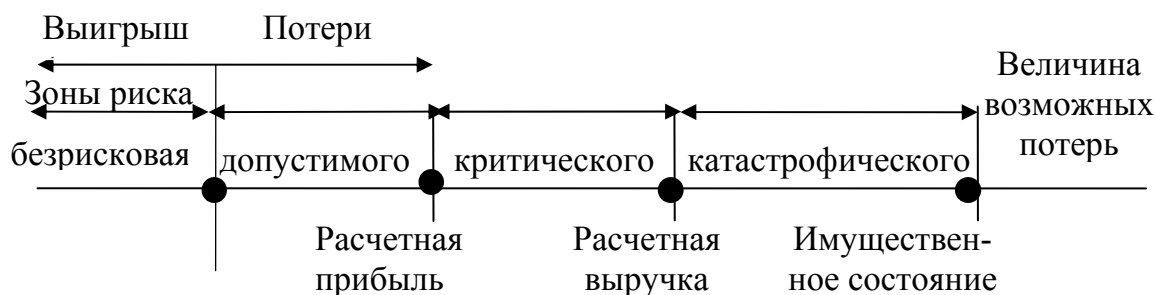 Выигрыш
Потери
Зоны риска
безрисковая
допустимого
критического
катастрофического
Величина
возможных
потерь
Расчетная
прибыль
Расчетная
выручка
Имуществен-
ное состояние